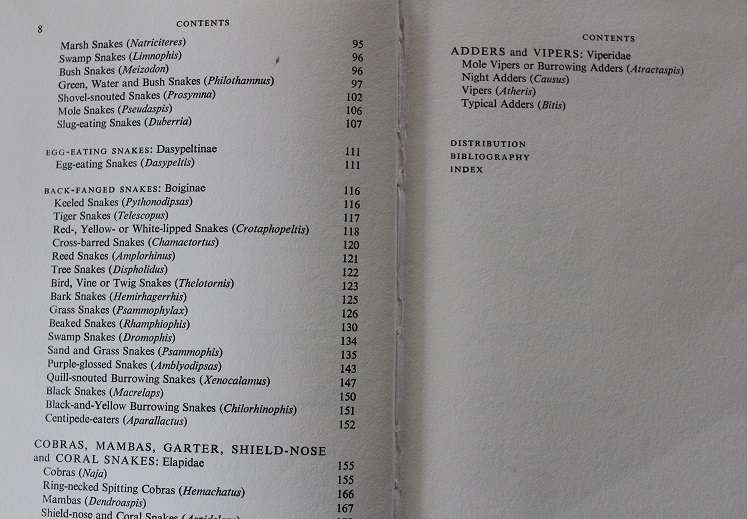 8 CONTENTS
Marsh Snakes (Natriciteres) 95
Swamp Snakes (Limnophis) 96
Bush Snakes (Meizodon) 96
Green, Water and Bush Snakes (Philothamnus) 97
Shovel-snouted Snakes (Prosymna) 102
Mole Snakes (Pseudaspis) 106
Slug-eating Snakes (Duberria) 107
EGG-EATING SNAKES: Dasypeltinae 111
Egg-eating Snakes (Dasypeltis) 111
BACK-FANGED SNAKES: Boiginae 116
Keeled Snakes (Pythonodipsas) 116
Tiger Snakes (Telescopus) 117
Red-, Yellow- or White-lipped Snakes (Crotaphopeltis) 118
Cross-barred Snakes (Chamaetortus) 120
Reed Snakes (Amplorhinus) 121
Tree Snakes (Dispholidus) 122
Bird, Vine or Twig Snakes (Thelotornis) 123
Bark Snakes (Hemirhagerrhis) 125
Grass Snakes (Psammophylax) 126
Beaked Snakes (Rhamphiophis) 130
Swamp Snakes (Dromophis) 134
Sand and Grass Snakes (Psammophis) 135
Purple-glossed Snakes (Amblyodipsas) 143
Quill-snouted Burrowing Snakes (Xenocalamus) 147
Black Snakes (Macrelaps) 150
Black-and-Yellow Burrowing Snakes (Chilorhinophis) 151
Centipede-eaters (Aparallactus) 152
COBRAS, MAMBAS, GARTER, SHIELD-NOSE
and CORAL SNAKES: Elapidae 155
Cobras (Naja) 155
Ring-necked Spitting Cobras (Hemachatus) 166
Mambas (Dendroaspis) 167
Shield-nose and Coral Snakes
CONTENTS
ADDERS and VIPERS: Viperidae
Mole Vipers or Burrowing Adders (Atractaspis)
Night Adders (Causus)
Vipers (Atheris)
Typical Adders (Bitis)
DISTRIBUTION
BIBLIOGRAPHY
INDEX